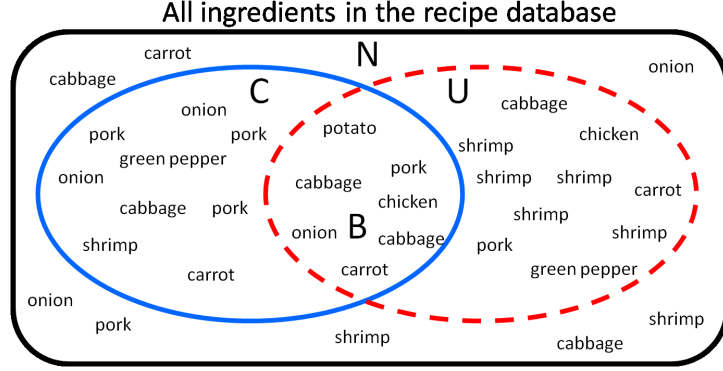 All ingredients in the recipe database
carrot
N
onion
cabbage
C
U
onion
potato
cabbage
pork
pork
shrimp
chicken
green pepper
pork
onion
cabbage
shrimp
shrimp
carrot
cabbage
pork
chicken
shrimp
onion
B
cabbage
shrimp
shrimp
pork
carrot
carrot
green pepper
onion
pork
shrimp
shrimp
cabbage